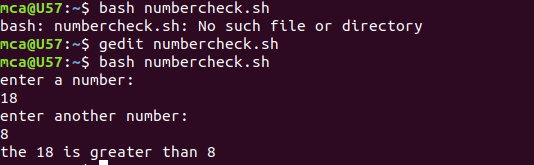 mca@U57:~$ bash numbercheck.sh
bash: numbercheck.sh: No such file or directory
mca@U57:~$ gedit numbercheck.sh
mca@U57:~$ bash numbercheck.sh
enter a number:
18
enter another number:
8
the 18 is greater than 8